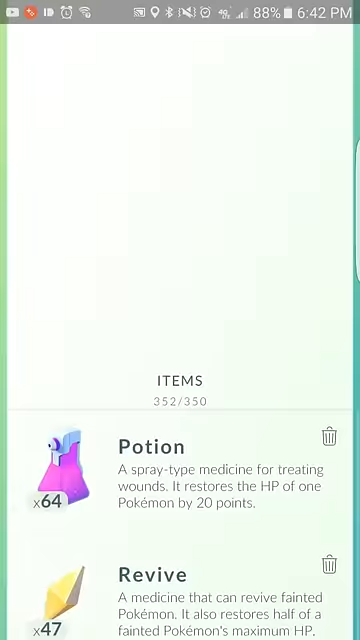 88% 6:42 PM
ITEMS
352/350
Potion
A spray-type medicine for treating
wounds. It restores the HP of one
Pokémon by 20 points.
x64
Revive
A medicine that can revive fainted
Pokémon. It also restores half of a
fainted Pokémon's maximum HP.
x47